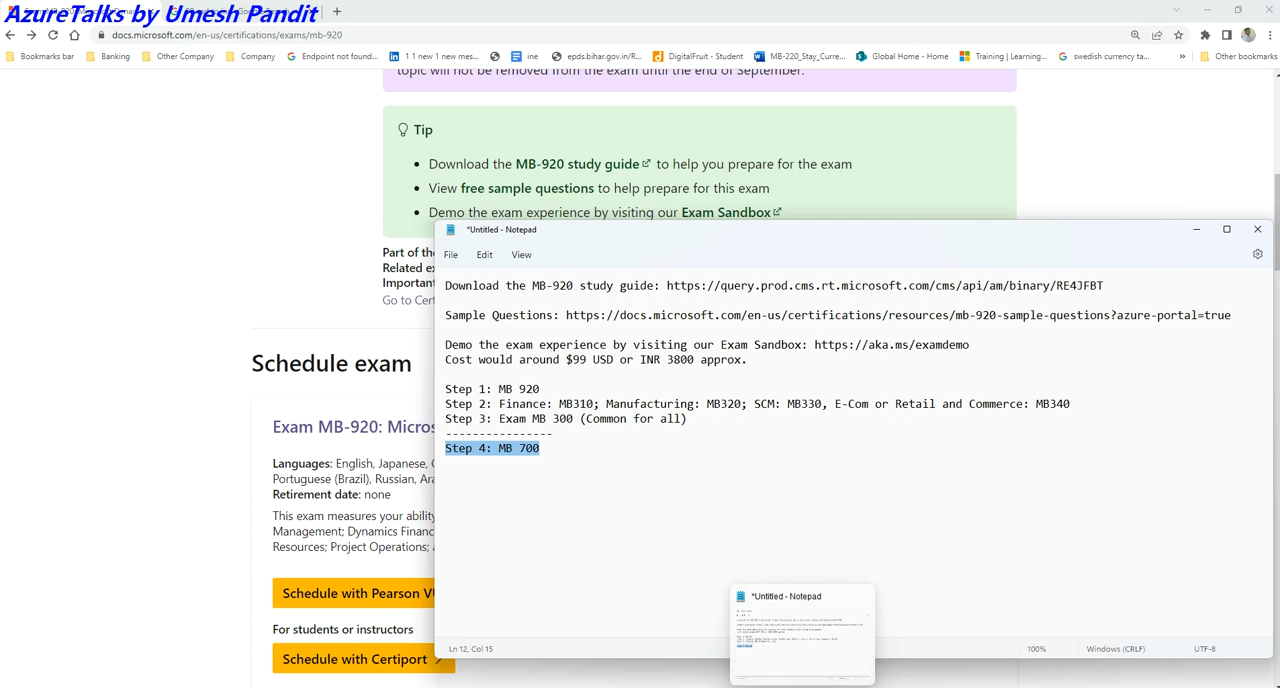 AzureTalks by Umesh Pandit
docs.microsoft.com/en-us/certifications/exams/mb-920
Bookmarks bar
Banking
Other Company
Company
Endpoint not found...
1 1 new 1 new mes...
ine
epds.bihar.gov.in/R...
DigitalFruit - Student
MB-220_Stay_Curre...
Global Home - Home
Training | Learning...
swedish currency ta...
»
Other bookmarks
topic will not be removed from the exam until the end of September.
Tip
• Download the MB-920 study guide to help you prepare for the exam
• View free sample questions to help prepare for this exam
• Demo the exam experience by visiting our Exam Sandbox
Part of the
Related ex
Important
Go to Cert
Schedule exam
Exam MB-920: Micros
Languages: English, Japanese, C
Portuguese (Brazil), Russian, Ara
Retirement date: none
This exam measures your ability
Management; Dynamics Financ
Resources; Project Operations; a
Schedule with Pearson VU
For students or instructors
Schedule with Certiport
*Untitled - Notepad
File Edit View
Download the MB-920 study guide: https://query.prod.cms.rt.microsoft.com/cms/api/am/binary/RE4JFBT
Sample Questions: https://docs.microsoft.com/en-us/certifications/resources/mb-920-sample-questions?azure-portal=true
Demo the exam experience by visiting our Exam Sandbox: https://aka.ms/examdemo
Cost would around $99 USD or INR 3800 approx.
Step 1: MB 920
Step 2: Finance: MB310; Manufacturing: MB320; SCM: MB330, E-Com or Retail and Commerce: MB340
Step 3: Exam MB 300 (Common for all)
----------------
Step 4: MB 700
Ln 12, Col 15
100%
Windows (CRLF)
UTF-8
*Untitled - Notepad